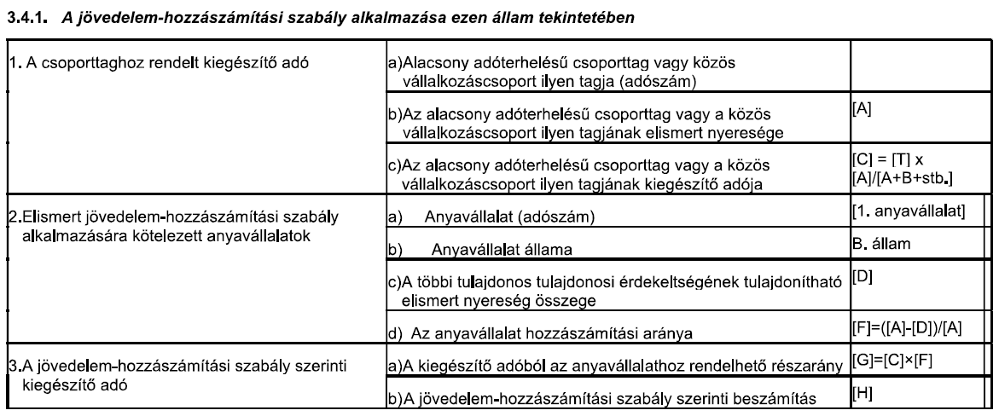 3.4.1. A jövedelem-hozzászámítási szabály alkalmazása ezen állam tekintetében
1. A csoporttaghoz rendelt kiegészítő adó
a)Alacsony adóterhelésű csoporttag vagy közös
vállalkozáscsoport ilyen tagja (adószám)
b)Az alacsony adóterhelésű csoporttag vagy a közös
vállalkozáscsoport ilyen tagjának elismert nyeresége
[A]
c)Az alacsony adóterhelésű csoporttag vagy a közös
vállalkozáscsoport ilyen tagjának kiegészítő adója
[C] = [T] x
[A]/[A+B+stb.]
2.Elismert jövedelem-hozzászámítási szabály
alkalmazására kötelezett anyavállalatok
a) Anyavállalat (adószám)
[1. anyavállalat]
b) Anyavállalat állama
B. állam
c)A többi tulajdonos tulajdonosi érdekeltségének tulajdonítható
elismert nyereség összege
[D]
d) Az anyavállalat hozzászámítási aránya
[F]=([A]-[D])/[A]
3.A jövedelem-hozzászámítási szabály szerinti
kiegészítő adó
a)A kiegészítő adóból az anyavállalathoz rendelhető részarány
[G]=[C]×[F]
b)A jövedelem-hozzászámítási szabály szerinti beszámítás
[H]